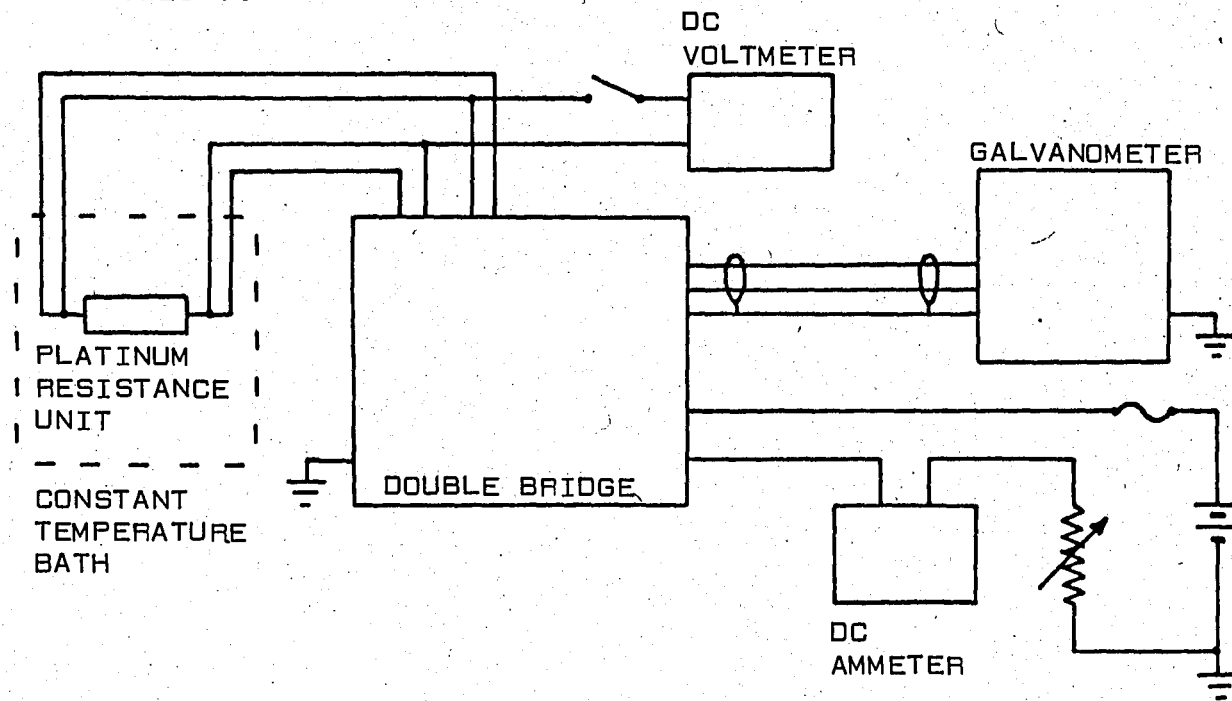 DC
VOLTMETER
GALVANOMETER
PLATINUM
RESISTANCE
UNIT
DOUBLE BRIDGE
CONSTANT
TEMPERATURE
BATH
DC
AMMETER